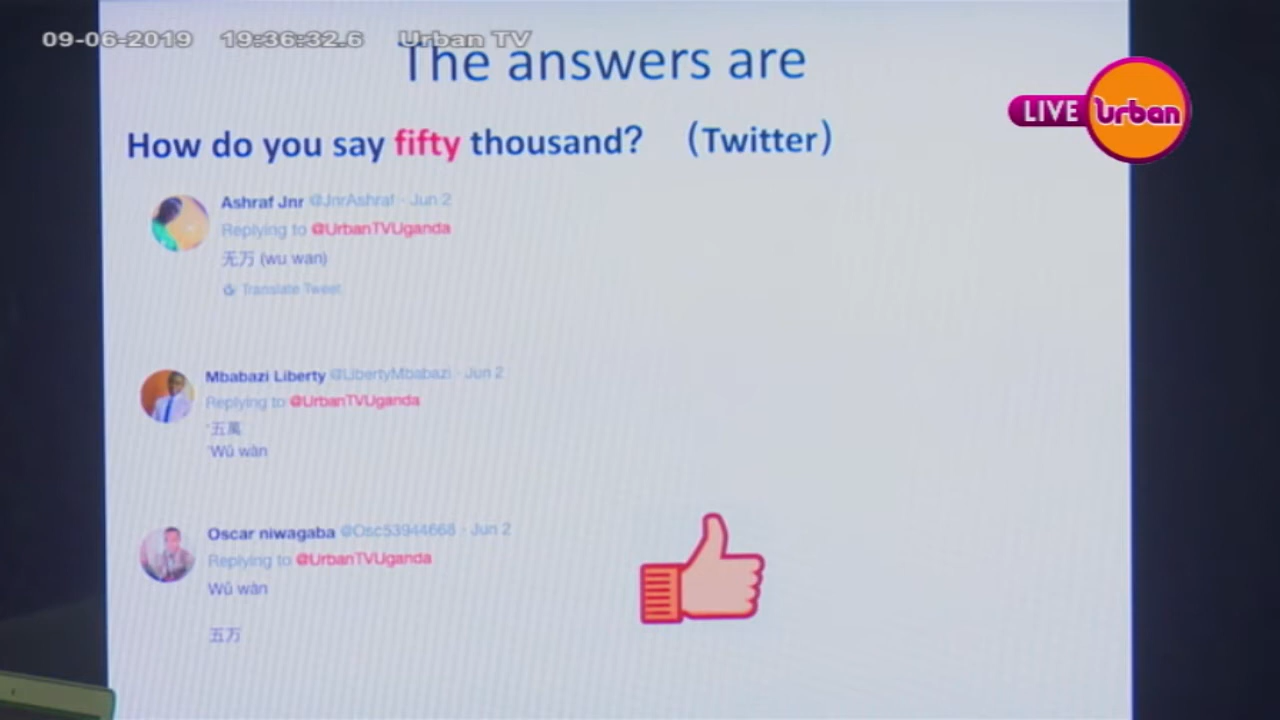 09-06-2019 19:36:32.6 Urban TV
The answers are
LIVE urban
How do you say fifty thousand? (Twitter)
Ashraf Jnr @JnrAshraf · Jun 2
Replying to @UrbanTVUganda
无万 (wu wan)
Translate Tweet
Mbabazi Liberty @LibertyMbabazi · Jun 2
Replying to @UrbanTVUganda
'五萬
'Wǔ wàn
Oscar niwagaba @Osc53944668 · Jun 2
Replying to @UrbanTVUganda
Wǔ wàn
五万